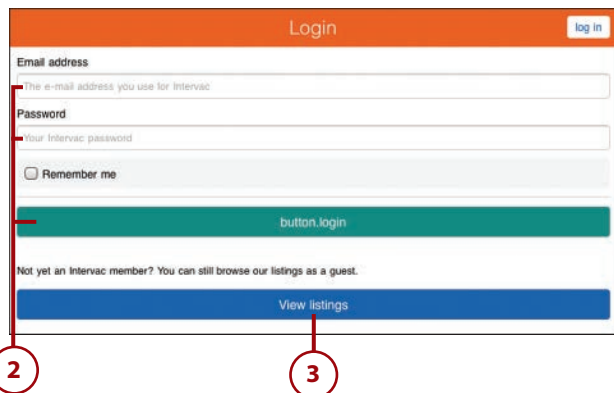 Login
log in
Email address
The e-mail address you use for Intervac
Password
Your Intervac password
Remember me
button.login
Not yet an Intervac member? You can still browse our listings as a guest.
View listings
2
3